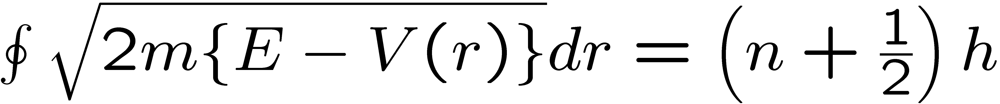 ∮ √(2m{E − V(r)}) dr = (n + 1/2) h